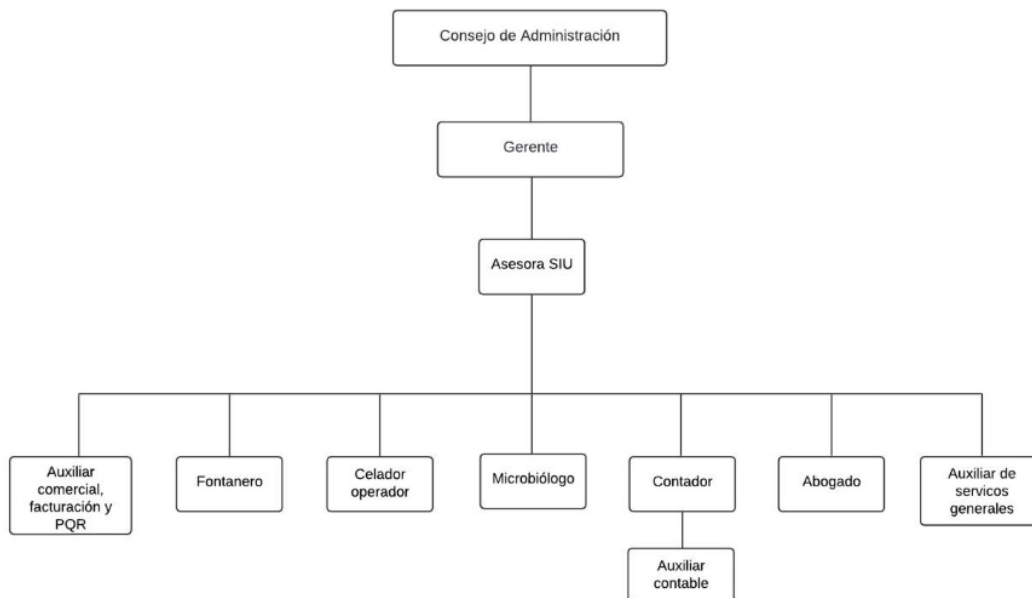 Consejo de Administración
Gerente
Asesora SIU
Auxiliar
comercial,
facturación y
PQR
Fontanero
Celador
operador
Microbiólogo
Contador
Abogado
Auxiliar de
servicos
generales
Auxiliar
contable